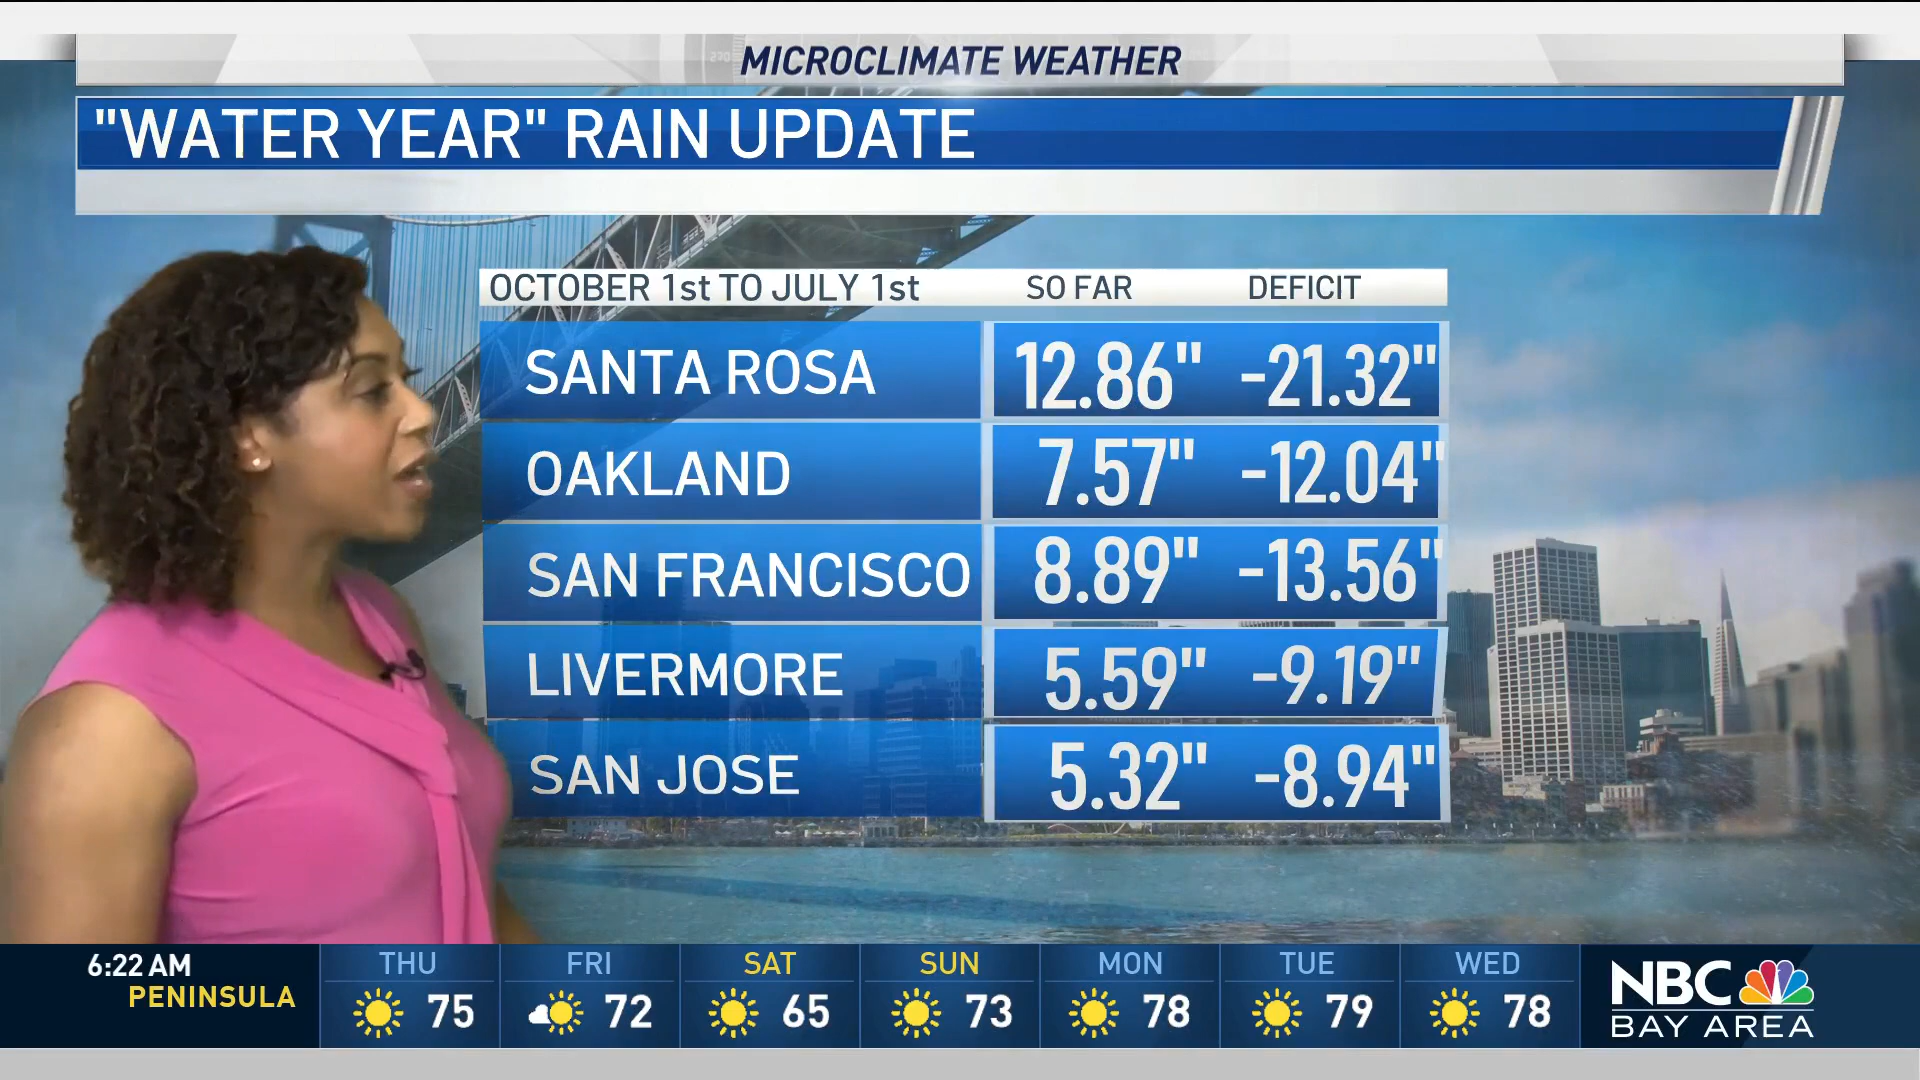 MICROCLIMATE WEATHER
"WATER YEAR" RAIN UPDATE
OCTOBER 1st TO JULY 1st SO FAR DEFICIT
SANTA ROSA 12.86" -21.32"
OAKLAND 7.57" -12.04"
SAN FRANCISCO 8.89" -13.56"
LIVERMORE 5.59" -9.19"
SAN JOSE 5.32" -8.94"
6:22 AM THU FRI SAT SUN MON TUE WED
PENINSULA 75 72 65 73 78 79 78
NBC
BAY AREA